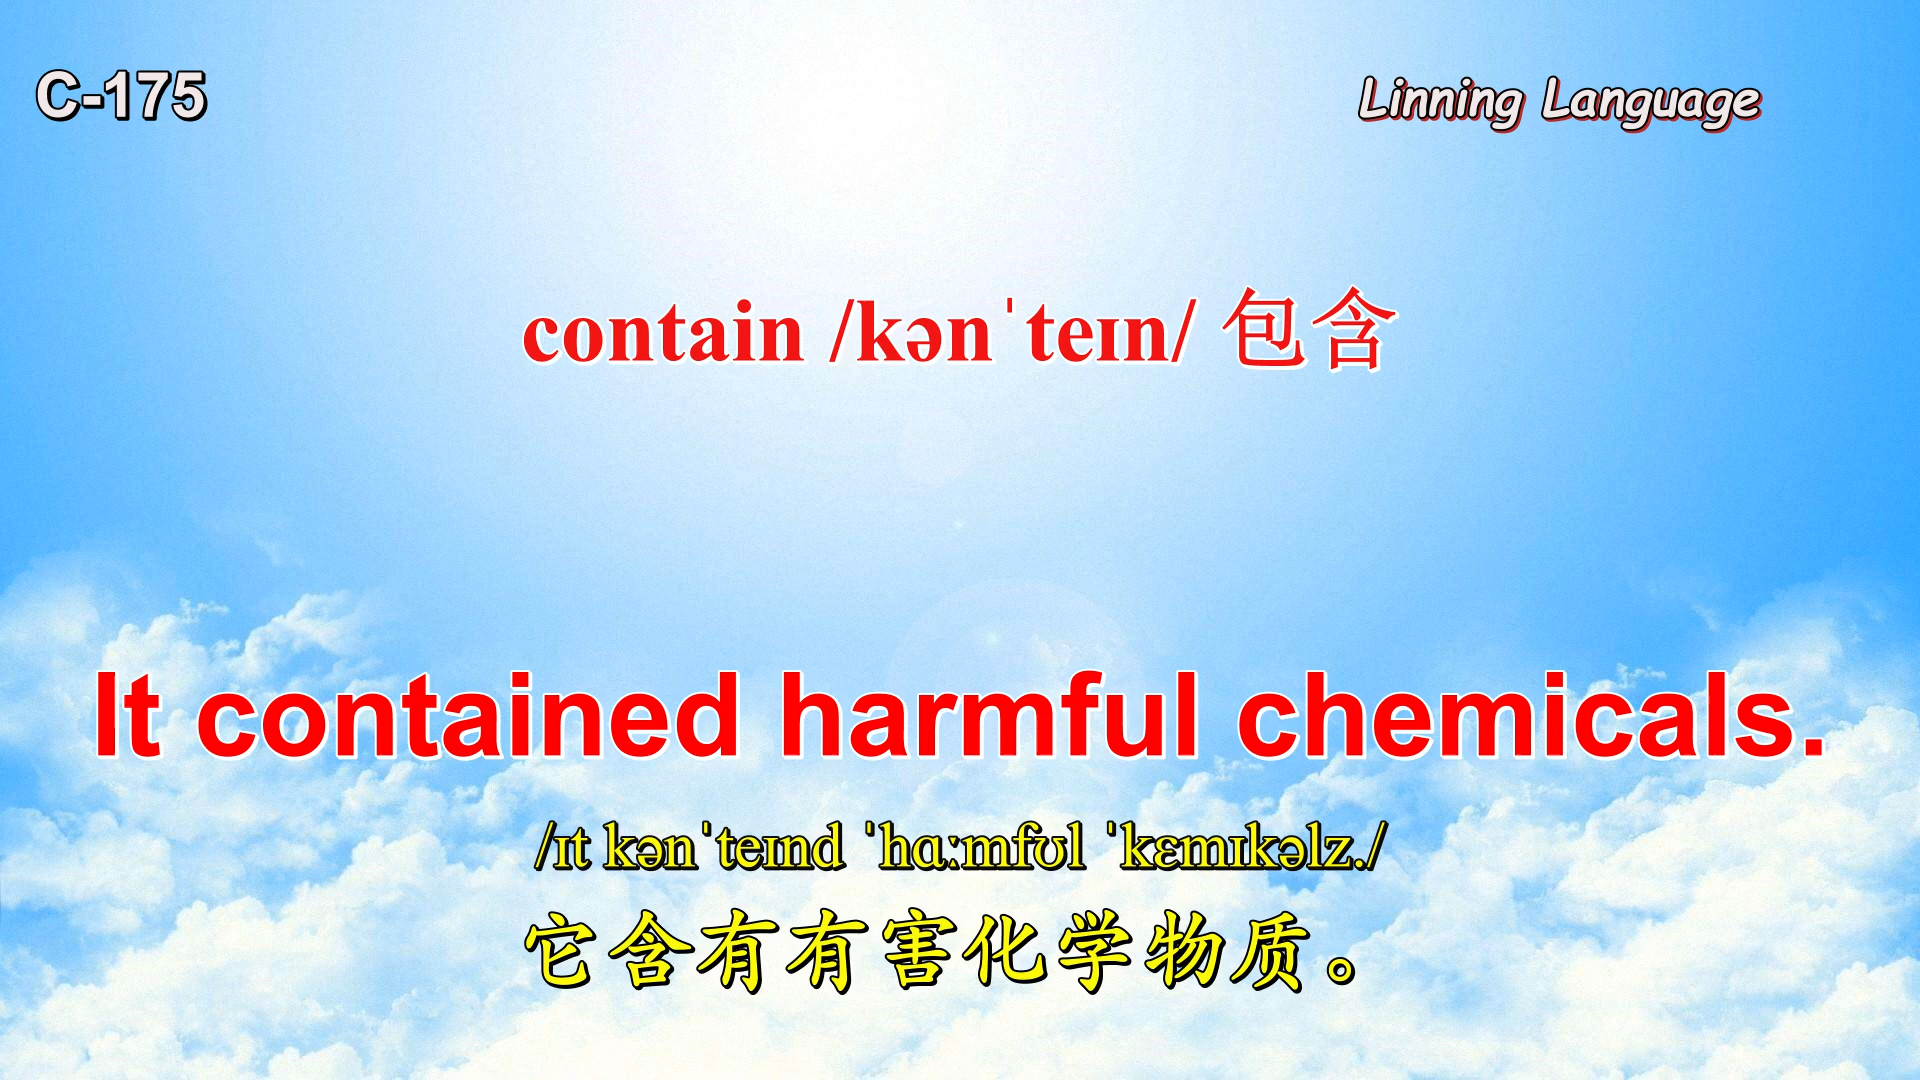 C-175
Linning Language
contain /kənˈteɪn/ 包含
It contained harmful chemicals.
/ɪt kənˈteɪnd ˈhɑːmfʊl ˈkɛmɪkəlz./
它含有有害化学物质。